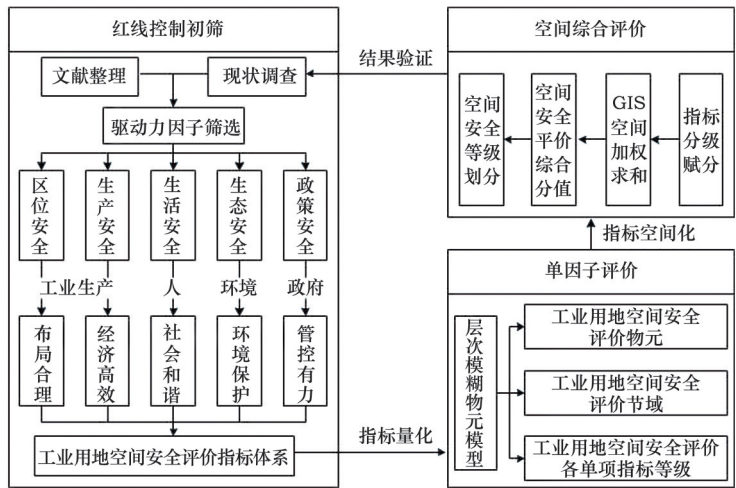 红线控制初筛
文献整理
现状调查
驱动力因子筛选
区位安全
生产安全
生活安全
生态安全
政策安全
工业生产
人
环境
政府
布局合理
经济高效
社会和谐
环境保护
管控有力
工业用地空间安全评价指标体系
结果验证
指标量化
空间综合评价
空间安全等级划分
空间安全平价综合分值
GIS空间加权求和
指标分级赋分
指标空间化
单因子评价
层次模糊物元模型
工业用地空间安全
评价物元
工业用地空间安全
评价节域
工业用地空间安全评价
各单项指标等级